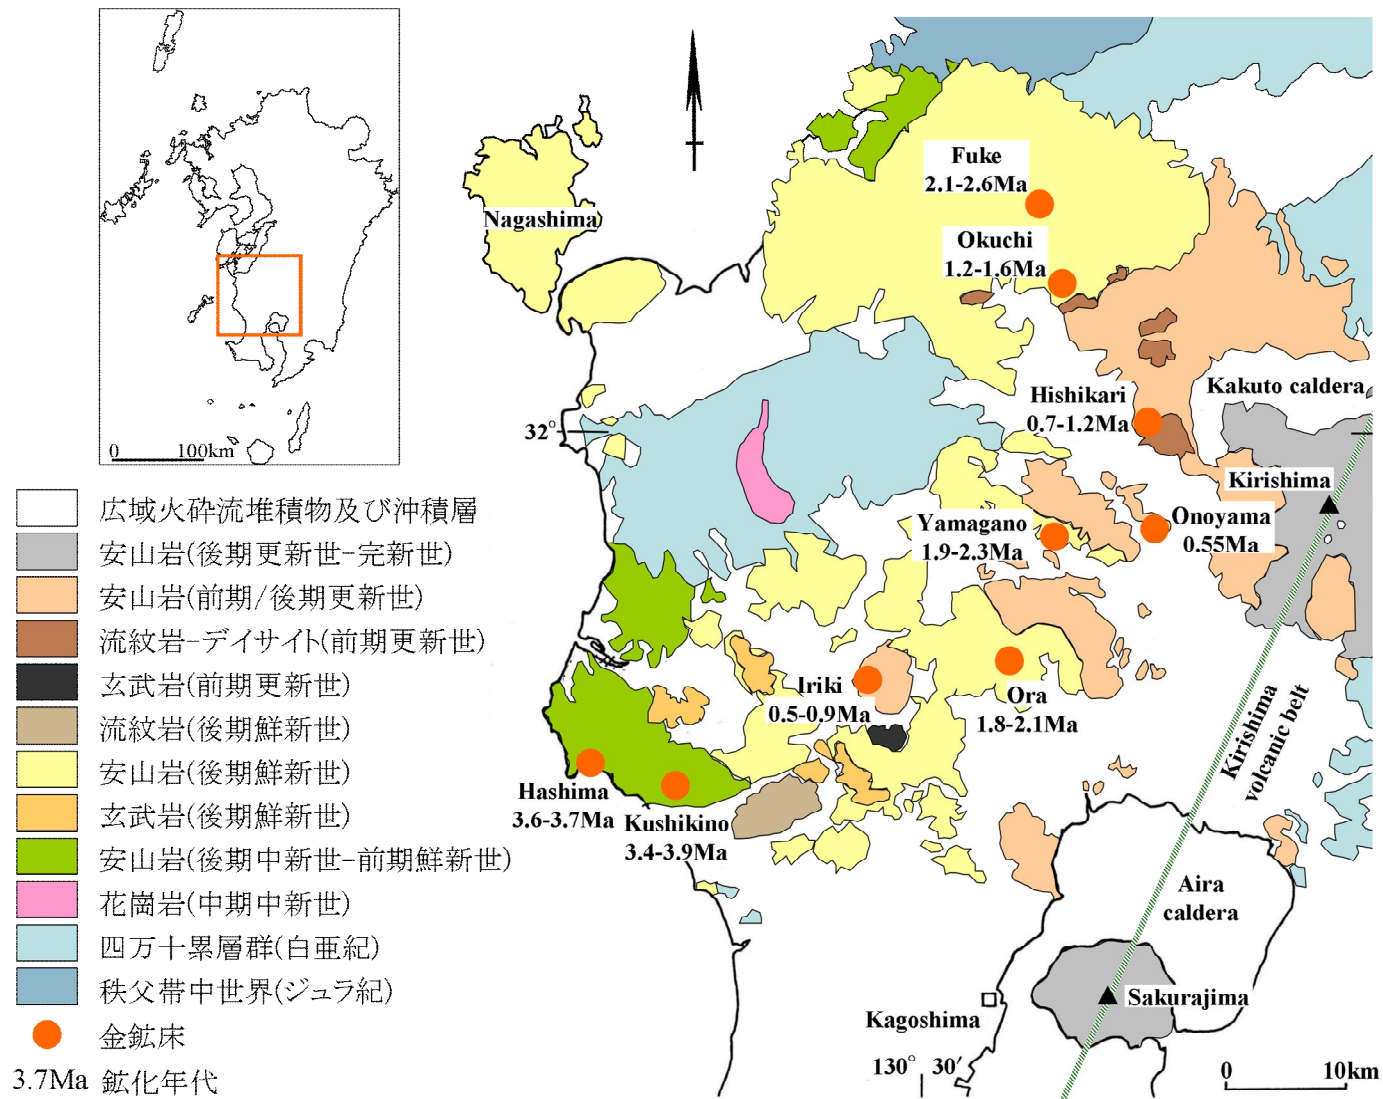 0
100km
広域火砕流堆積物及び沖積層
安山岩(後期更新世−完新世)
安山岩(前期/後期更新世)
流紋岩−デイサイト(前期更新世)
玄武岩(前期更新世)
流紋岩(後期鮮新世)
安山岩(後期鮮新世)
玄武岩(後期鮮新世)
安山岩(後期中新世−前期鮮新世)
花崗岩(中期中新世)
四万十累層群(白亜紀)
秩父帯中世界(ジュラ紀)
金鉱床
3.7Ma 鉱化年代
Nagashima
Fuke
2.1-2.6Ma
Okuchi
1.2-1.6Ma
Hishikari
0.7-1.2Ma
Kakuto caldera
32°
Kirishima
Yamagano
1.9-2.3Ma
Onoyama
0.55Ma
Iriki
0.5-0.9Ma
Ora
1.8-2.1Ma
Kirishima
volcanic belt
Hashima
3.6-3.7Ma
Kushikino
3.4-3.9Ma
Aira
caldera
Sakurajima
Kagoshima
130° 30′
0
10km